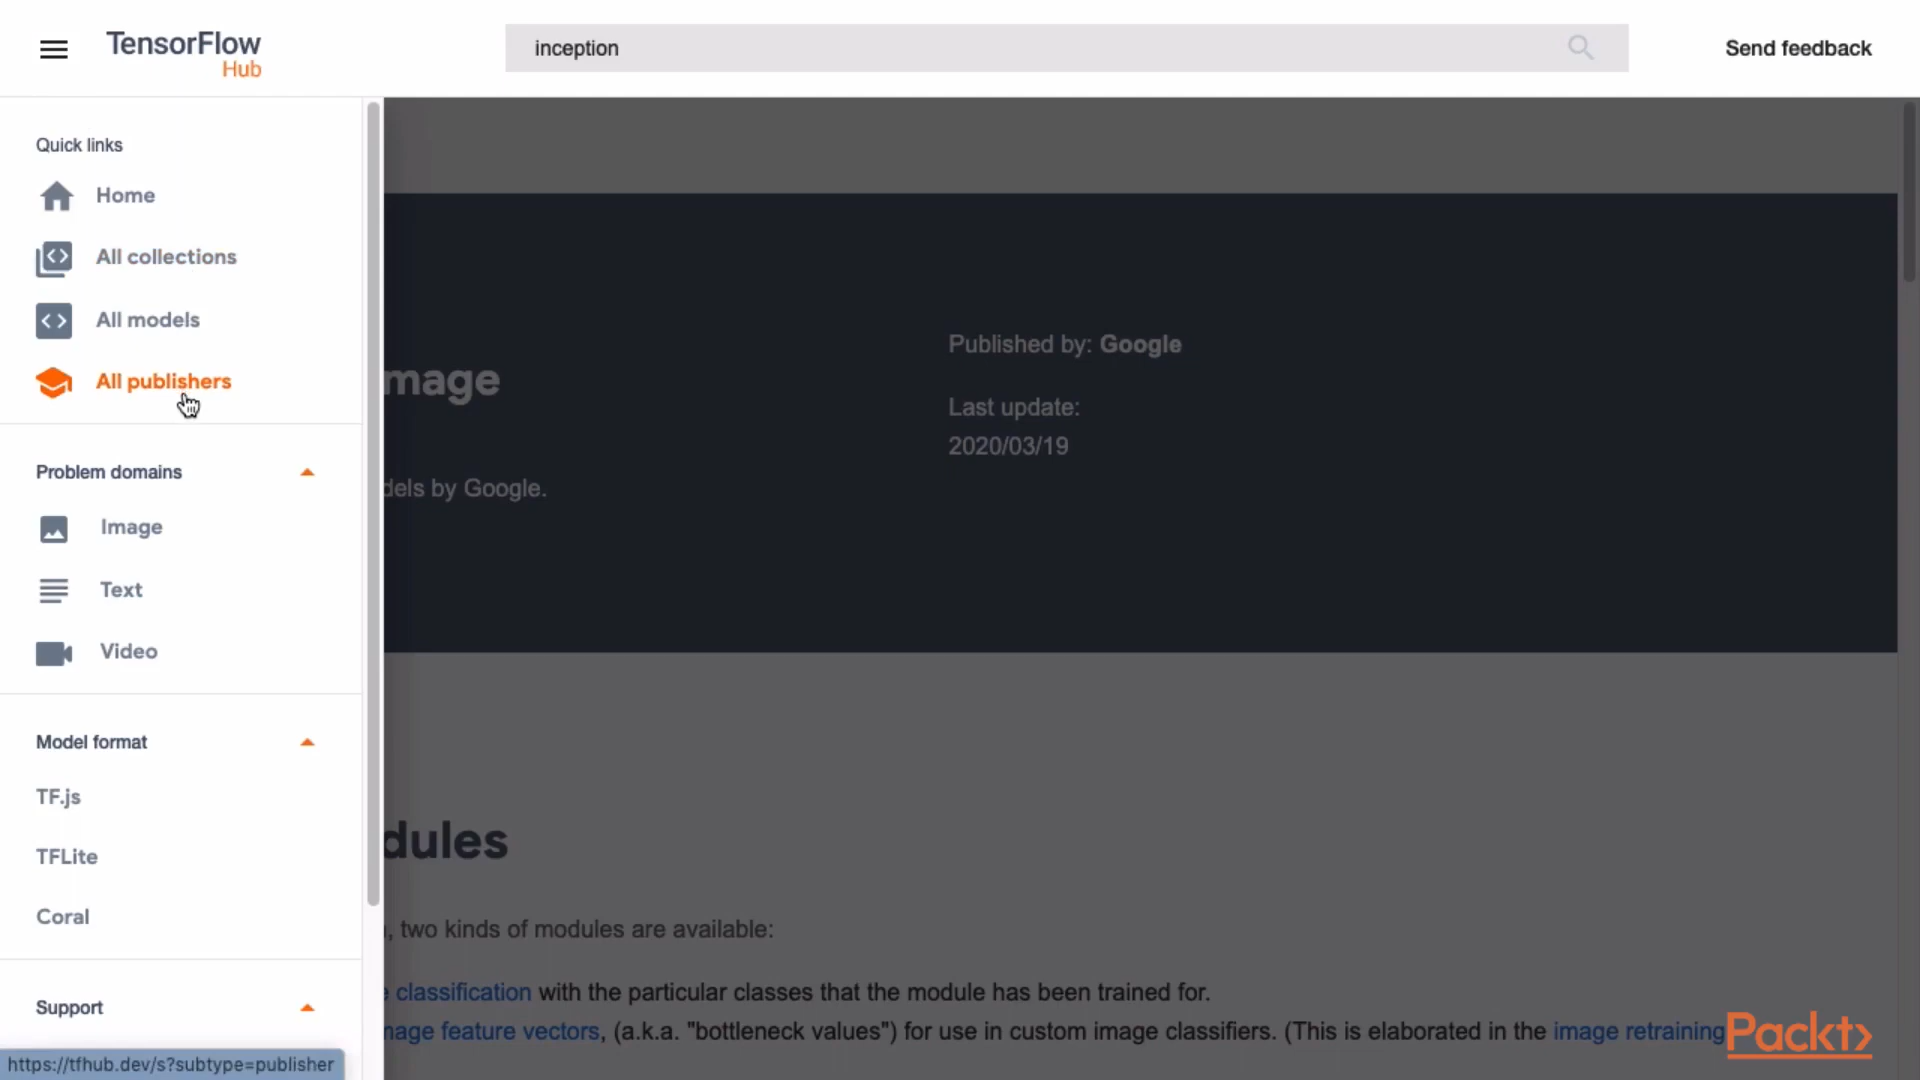 TensorFlow
Hub
inception
Send feedback
Quick links
Home
All collections
All models
All publishers
Problem domains
Image
Text
Video
Model format
TF.js
TFLite
Coral
Support
https://tfhub.dev/s?subtype=publisher
mage
Published by: Google
Last update:
2020/03/19
dels by Google.
dules
, two kinds of modules are available:
classification with the particular classes that the module has been trained for.
mage feature vectors, (a.k.a. "bottleneck values") for use in custom image classifiers. (This is elaborated in the image retraining
Packt>